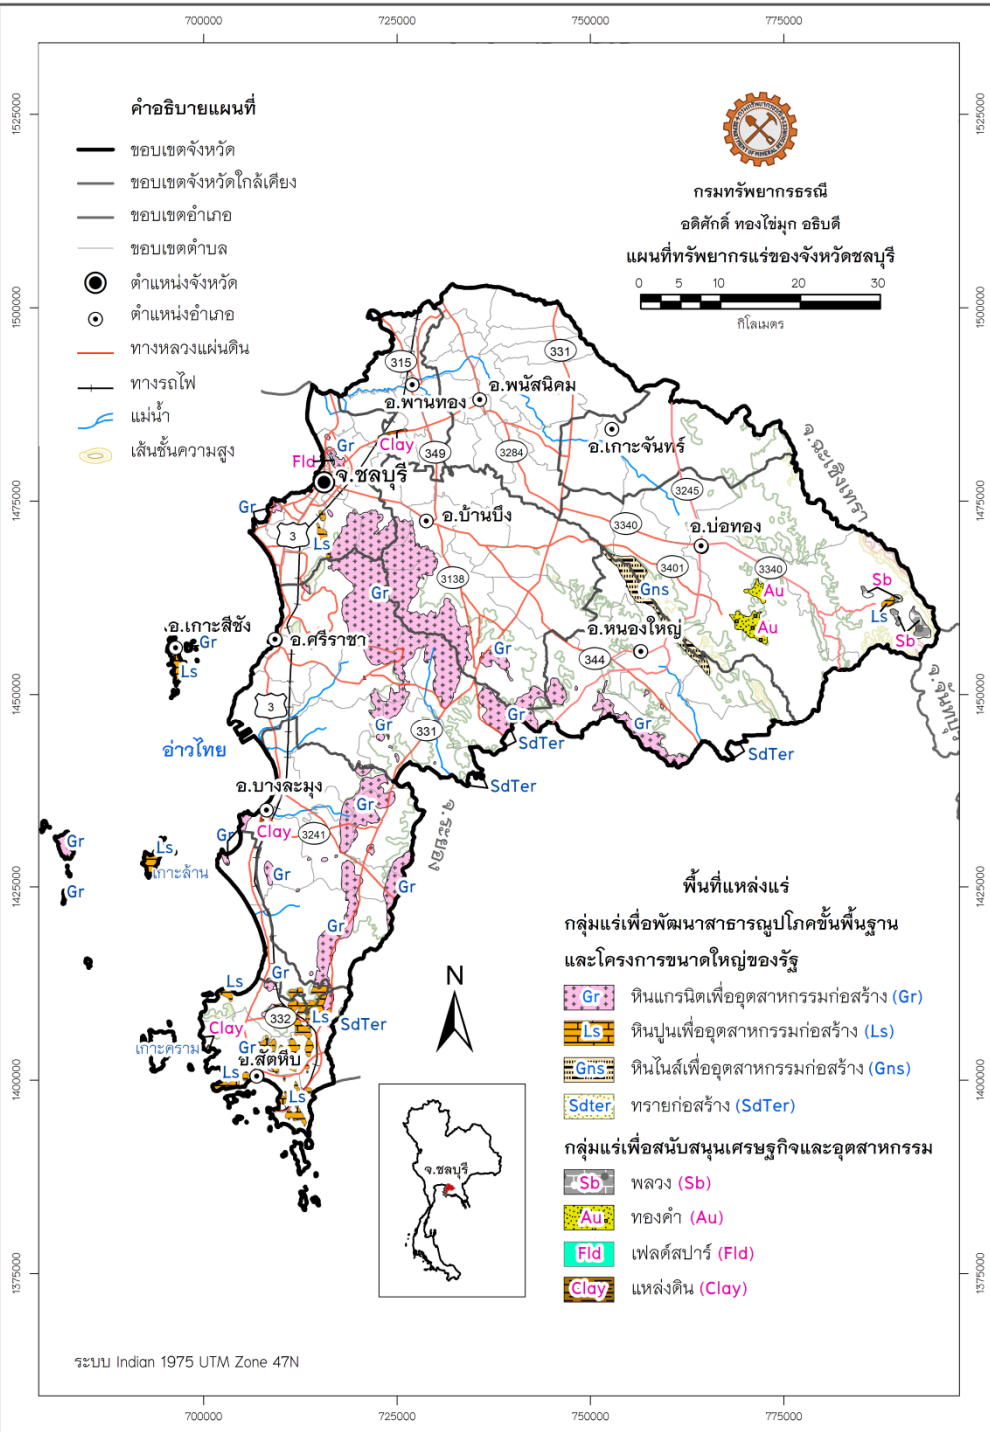 700000
725000
750000
775000
1525000
1500000
1475000
1450000
1425000
1400000
1375000
1525000
1500000
1475000
1450000
1425000
1400000
1375000
คำอธิบายแผนที่
ขอบเขตจังหวัด
ขอบเขตจังหวัดใกล้เคียง
ขอบเขตอำเภอ
ขอบเขตตำบล
ตำแหน่งจังหวัด
ตำแหน่งอำเภอ
ทางหลวงแผ่นดิน
ทางรถไฟ
แม่น้ำ
เส้นชั้นความสูง
กรมทรัพยากรธรณี
อดิศักดิ์ ทองไข่มุก อธิบดี
แผนที่ทรัพยากรแร่ของจังหวัดชลบุรี
0 5 10 20 30
กิโลเมตร
315
331
อ.พนัสนิคม
อ.พานทอง
อ.เกาะจันทร์
Gr
Clay
349
3284
Fld
จ.ชลบุรี
จ.ฉะเชิงเทรา
3245
Gr
อ.บ้านบึง
3340
อ.บ่อทอง
3
Ls
3138
3401
3340
Gns
Au
Sb
Gr
Au
Ls
Sb
อ.เกาะสีชัง
Gr
อ.ศรีราชา
อ.หนองใหญ่
Gr
344
Ls
จ.จันทบุรี
3
Gr
Gr
Gr
331
อ่าวไทย
SdTer
SdTer
SdTer
อ.บางละมุง
จ.ระยอง
Gr
Clay
3241
Gr
Gr
Ls
เกาะล้าน
Gr
Gr
Gr
Gr
Gr
Ls
332
Ls
SdTer
Clay
เกาะคราม
Gr
อ.สัตหีบ
Ls
Ls
N
จ.ชลบุรี
พื้นที่แหล่งแร่
กลุ่มแร่เพื่อพัฒนาสาธารณูปโภคขั้นพื้นฐาน
และโครงการขนาดใหญ่ของรัฐ
Gr หินแกรนิตเพื่ออุตสาหกรรมก่อสร้าง (Gr)
Ls หินปูนเพื่ออุตสาหกรรมก่อสร้าง (Ls)
Gns หินไนส์เพื่ออุตสาหกรรมก่อสร้าง (Gns)
Sdter ทรายก่อสร้าง (SdTer)
กลุ่มแร่เพื่อสนับสนุนเศรษฐกิจและอุตสาหกรรม
Sb พลวง (Sb)
Au ทองคำ (Au)
Fld เฟลด์สปาร์ (Fld)
Clay แหล่งดิน (Clay)
ระบบ Indian 1975 UTM Zone 47N
700000
725000
750000
775000